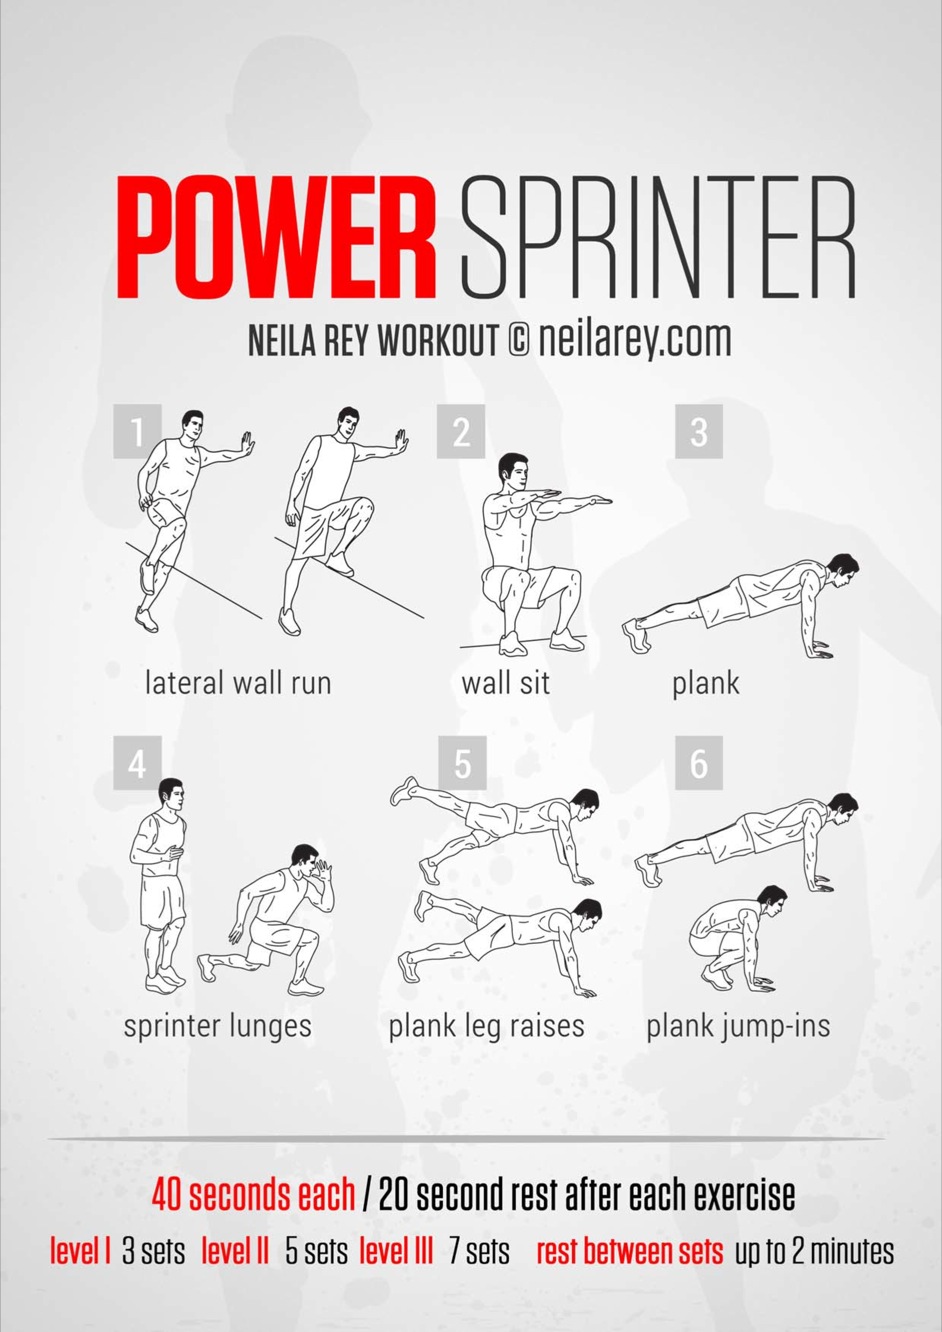 POWER SPRINTER
NEILA REY WORKOUT © neilarey.com
1
2
3
lateral wall run
wall sit
plank
4
5
6
sprinter lunges
plank leg raises
plank jump-ins
40 seconds each / 20 second rest after each exercise
level I 3 sets level II 5 sets level III 7 sets rest between sets up to 2 minutes